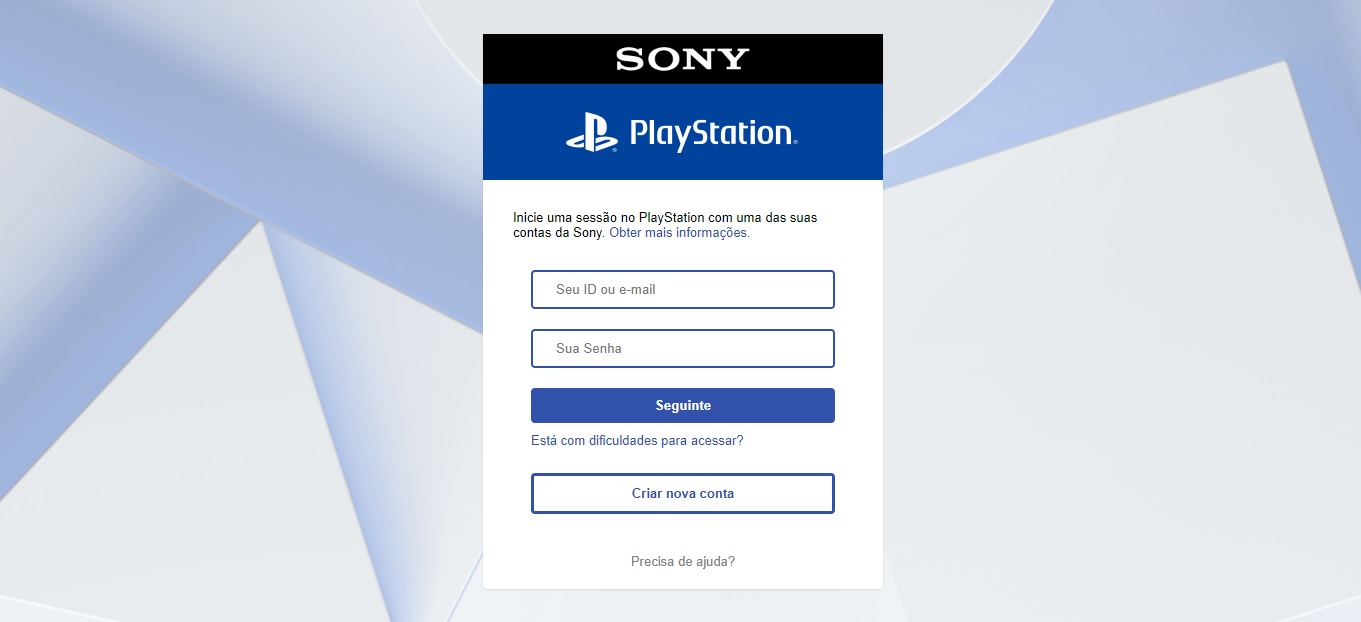 SONY
PlayStation
Inicie uma sessão no PlayStation com uma das suas
contas da Sony. Obter mais informações.
Seu ID ou e-mail
Sua Senha
Seguinte
Está com dificuldades para acessar?
Criar nova conta
Precisa de ajuda?